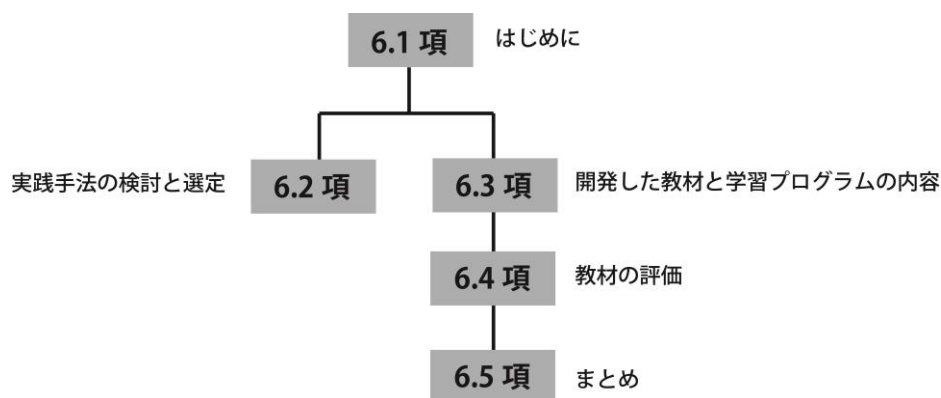 6.1 項 はじめに
実践手法の検討と選定 6.2 項 6.3 項 開発した教材と学習プログラムの内容
6.4 項 教材の評価
6.5 項 まとめ